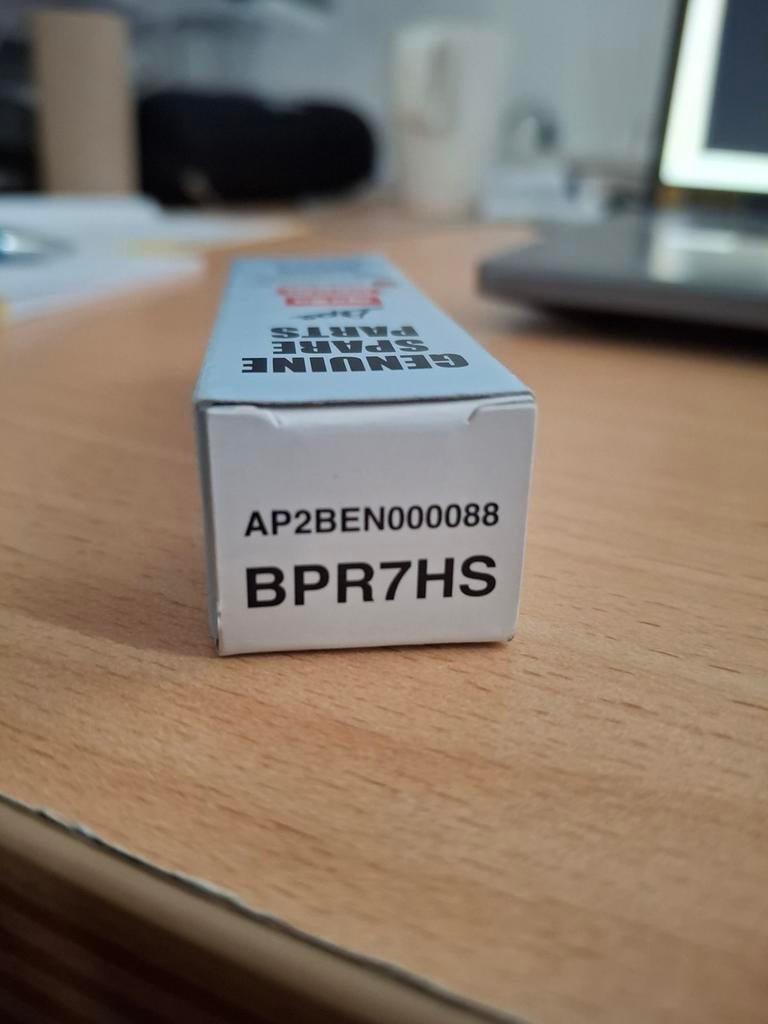 GENUINE
SPARE
PARTS
AP2BEN000088
BPR7HS